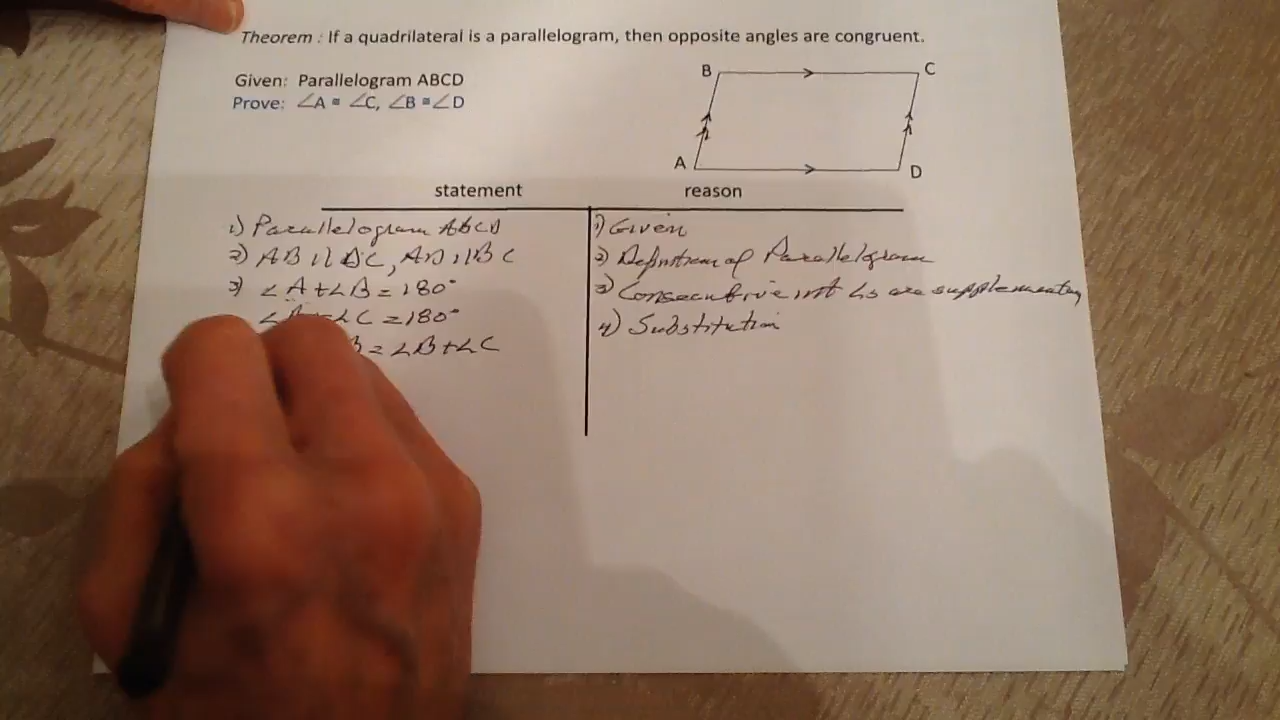 Theorem : If a quadrilateral is a parallelogram, then opposite angles are congruent.
Given: Parallelogram ABCD
Prove: ∠A ≅ ∠C, ∠B ≅ ∠D
B
C
A
D
statement
reason
1) Parallelogram ABCD
1) Given
2) AB || DC, AD || BC
2) Definition of Parallelogram
3) ∠A + ∠B = 180°
3) Consecutive int ∠s are supplementary
∠C = 180°
4) Substitution
B = ∠B + ∠C